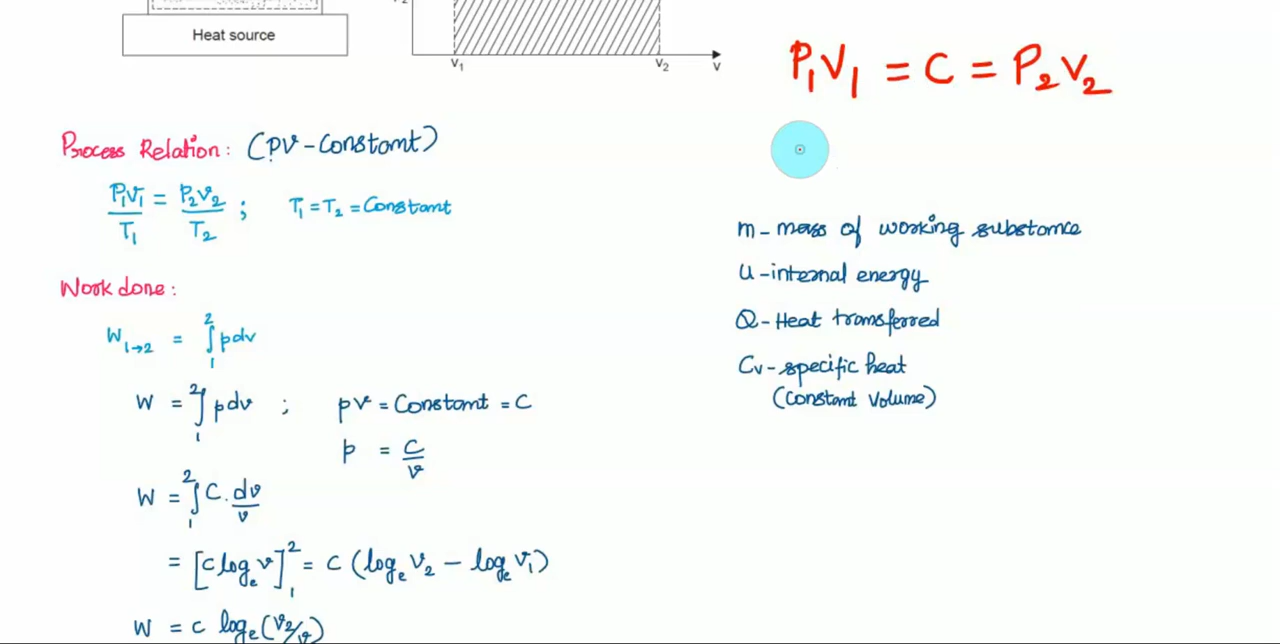 Heat source
V₁ V₂ V
P₁V₁ = C = P₂V₂
Process Relation: (pv - Constant)
P₁V₁/T₁ = P₂V₂/T₂ ; T₁ = T₂ = Constant
Work done:
W₁→₂ = ₁∫² pdv
W = ₁∫² pdv ; pv = Constant = C
p = C/v
W = ₁∫² C. dv/v
= [C logₑ v]₁² = C (logₑ V₂ - logₑ V₁)
W = C logₑ (V₂/v₁)
m - mass of working substance
U - internal energy
Q - Heat transferred
Cv - specific heat
(Constant Volume)